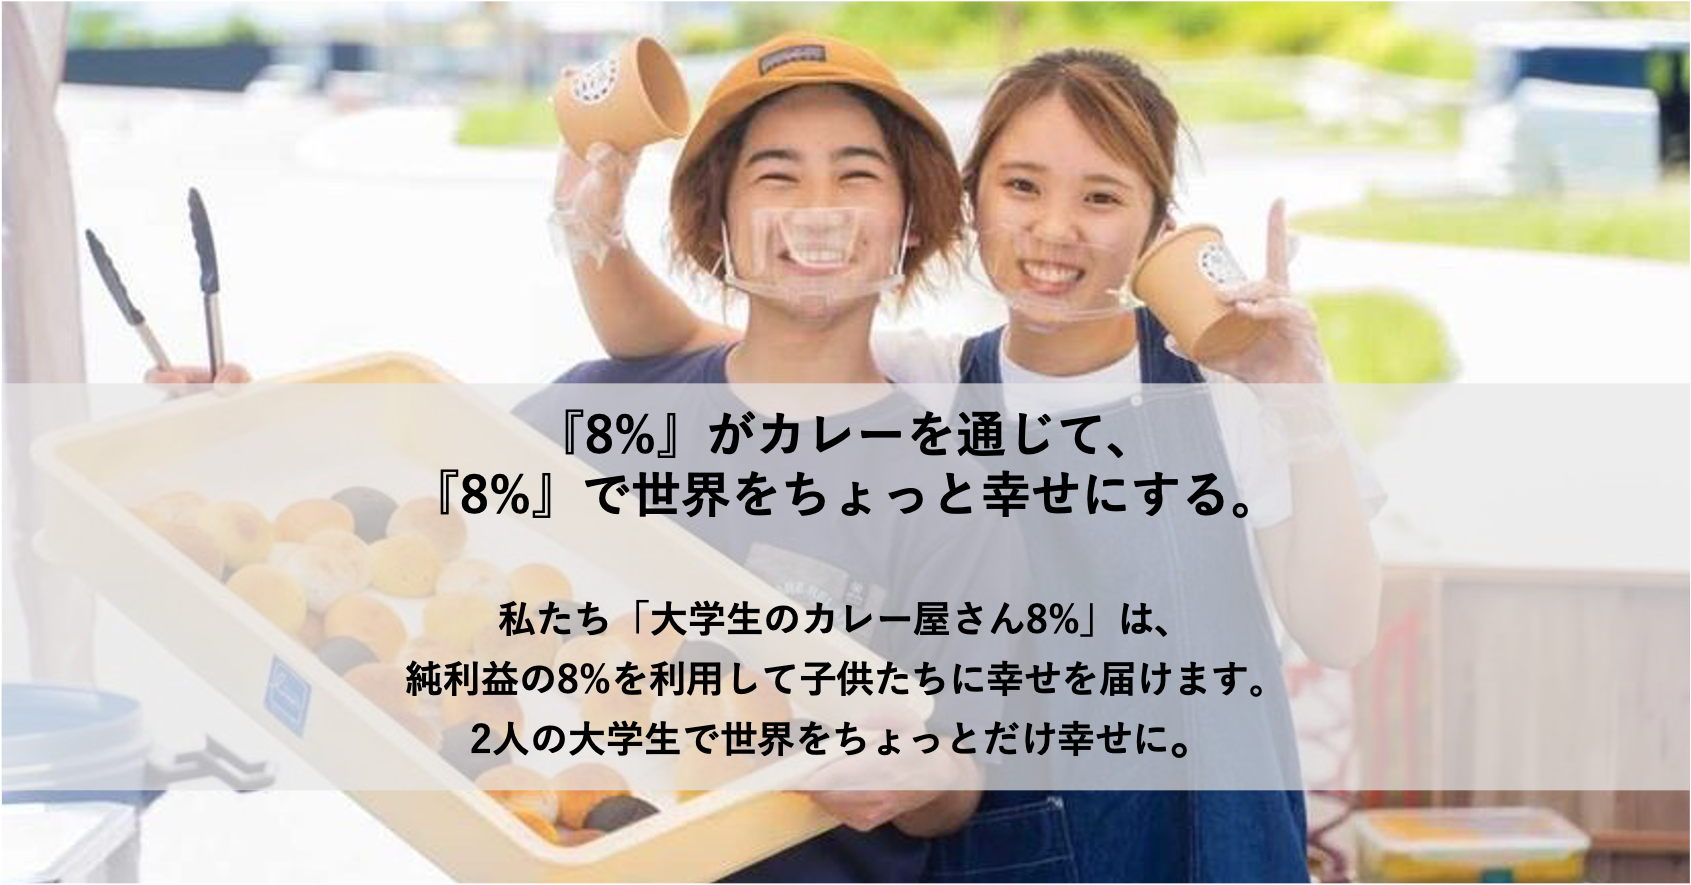 『8%』がカレーを通じて、
『8%』で世界をちょっと幸せにする。
私たち「大学生のカレー屋さん8%」は、
純利益の8%を利用して子供たちに幸せを届けます。
2人の大学生で世界をちょっとだけ幸せに。